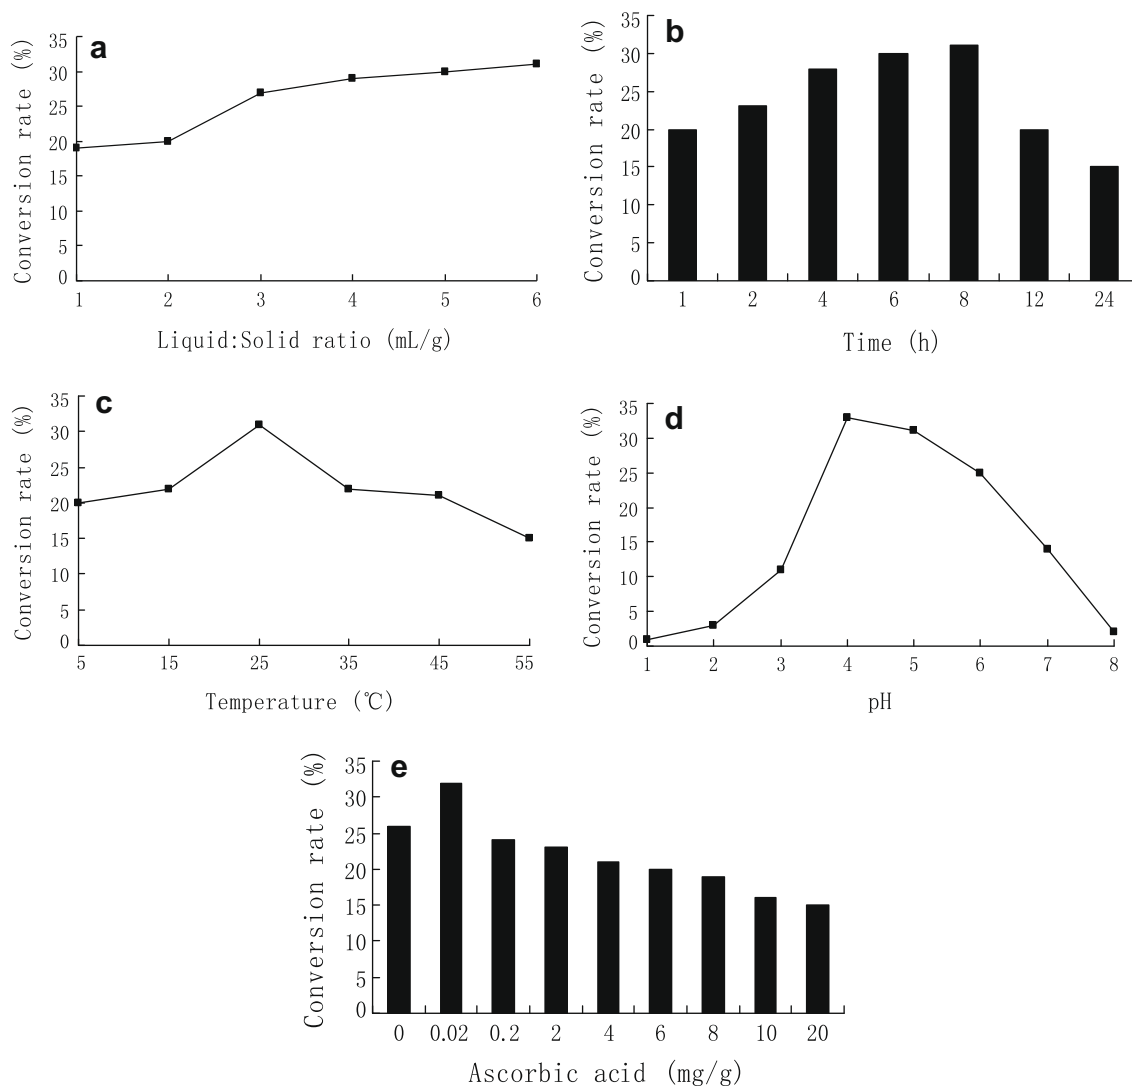 a
Conversion rate (%)
35
30
25
20
15
10
5
0
1 2 3 4 5 6
Liquid:Solid ratio (mL/g)
b
Conversion rate (%)
35
30
25
20
15
10
5
0
1 2 4 6 8 12 24
Time (h)
c
Conversion rate (%)
35
30
25
20
15
10
5
0
5 15 25 35 45 55
Temperature (℃)
d
Conversion rate (%)
35
30
25
20
15
10
5
0
1 2 3 4 5 6 7 8
pH
e
Conversion rate (%)
35
30
25
20
15
10
5
0
0 0.02 0.2 2 4 6 8 10 20
Ascorbic acid (mg/g)